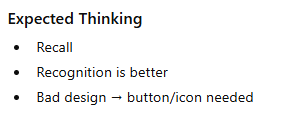 Expected Thinking
• Recall
• Recognition is better
• Bad design → button/icon needed